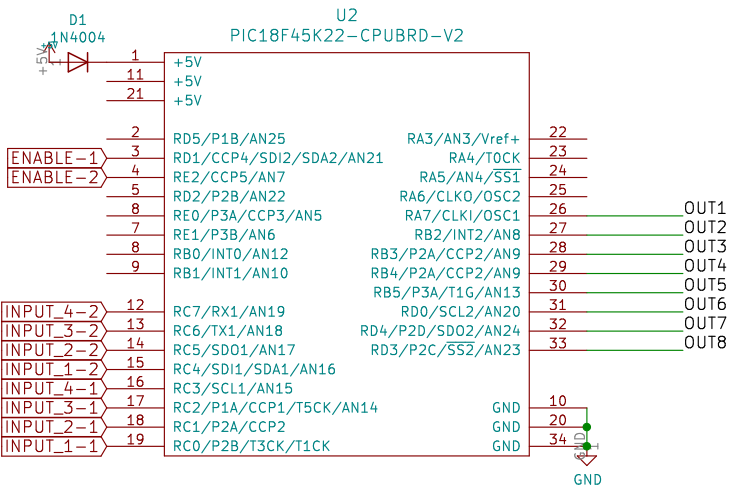 U2
PIC18F45K22-CPUBRD-V2
D1
1N4004
+5V
1
1 +5V
11 +5V
21 +5V
2 RD5/P1B/AN25
ENABLE-1 3 RD1/CCP4/SDI2/SDA2/AN21
ENABLE-2 4 RE2/CCP5/AN7
5 RD2/P2B/AN22
8 RE0/P3A/CCP3/AN5
7 RE1/P3B/AN6
8 RB0/INT0/AN12
9 RB1/INT1/AN10
INPUT_4-2 12 RC7/RX1/AN19
INPUT_3-2 13 RC6/TX1/AN18
INPUT_2-2 14 RC5/SDO1/AN17
INPUT_1-2 15 RC4/SDI1/SDA1/AN16
INPUT_4-1 16 RC3/SCL1/AN15
INPUT_3-1 17 RC2/P1A/CCP1/T5CK/AN14
INPUT_2-1 18 RC1/P2A/CCP2
INPUT_1-1 19 RC0/P2B/T3CK/T1CK
RA3/AN3/Vref+ 22
RA4/T0CK 23
RA5/AN4/SS1 24
RA6/CLKO/OSC2 25
RA7/CLKI/OSC1 26 OUT1
RB2/INT2/AN8 27 OUT2
RB3/P2A/CCP2/AN9 28 OUT3
RB4/P2A/CCP2/AN9 29 OUT4
RB5/P3A/T1G/AN13 30 OUT5
RD0/SCL2/AN20 31 OUT6
RD4/P2D/SDO2/AN24 32 OUT7
RD3/P2C/SS2/AN23 33 OUT8
GND 10
GND 20
GND 34
GND
1
GND